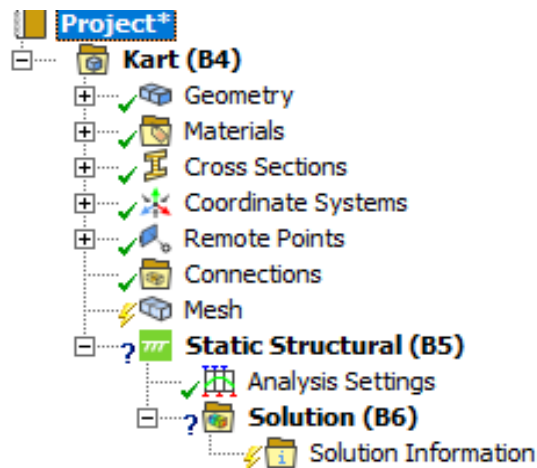 Project*
Kart (B4)
Geometry
Materials
Cross Sections
Coordinate Systems
Remote Points
Connections
Mesh
? Static Structural (B5)
Analysis Settings
? Solution (B6)
Solution Information